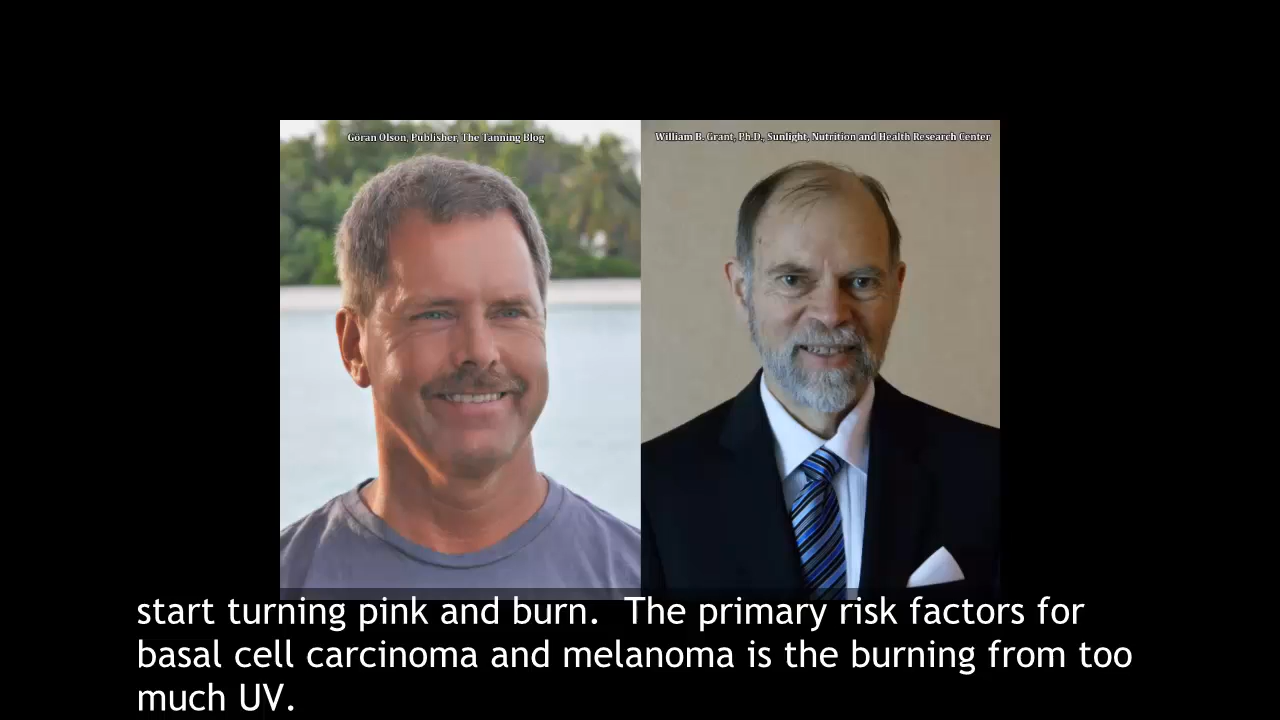 Göran Olson, Publisher, The Tanning Blog
William B. Grant, Ph.D., Sunlight, Nutrition and Health Research Center
start turning pink and burn.  The primary risk factors for
basal cell carcinoma and melanoma is the burning from too
much UV.